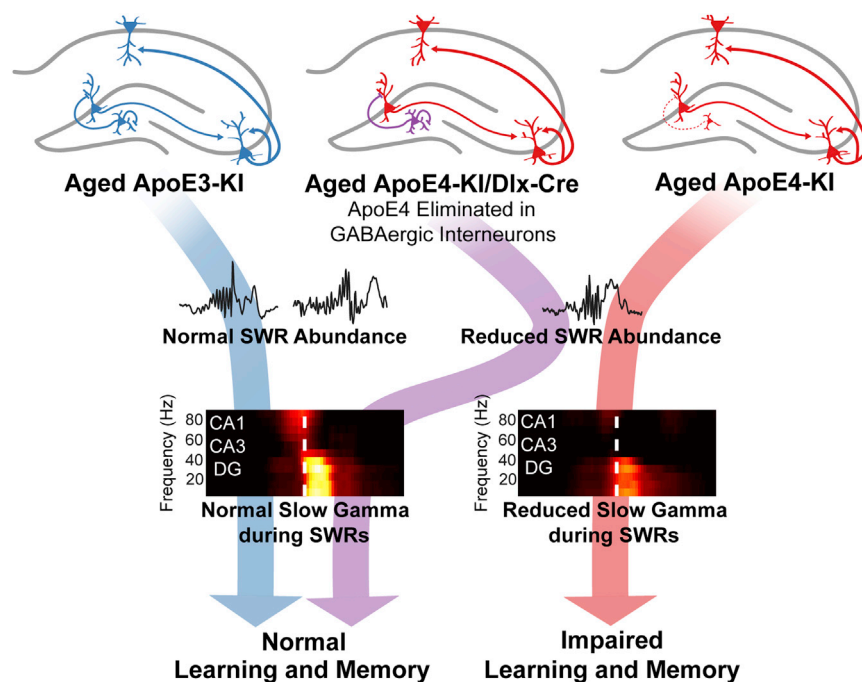 Aged ApoE3-KI
Aged ApoE4-KI/Dlx-Cre
ApoE4 Eliminated in
GABAergic Interneurons
Aged ApoE4-KI
Normal SWR Abundance
Reduced SWR Abundance
Frequency (Hz)
80
60
40
20
CA1
CA3
DG
Normal Slow Gamma
during SWRs
Frequency (Hz)
80
60
40
20
CA1
CA3
DG
Reduced Slow Gamma
during SWRs
Normal
Learning and Memory
Impaired
Learning and Memory